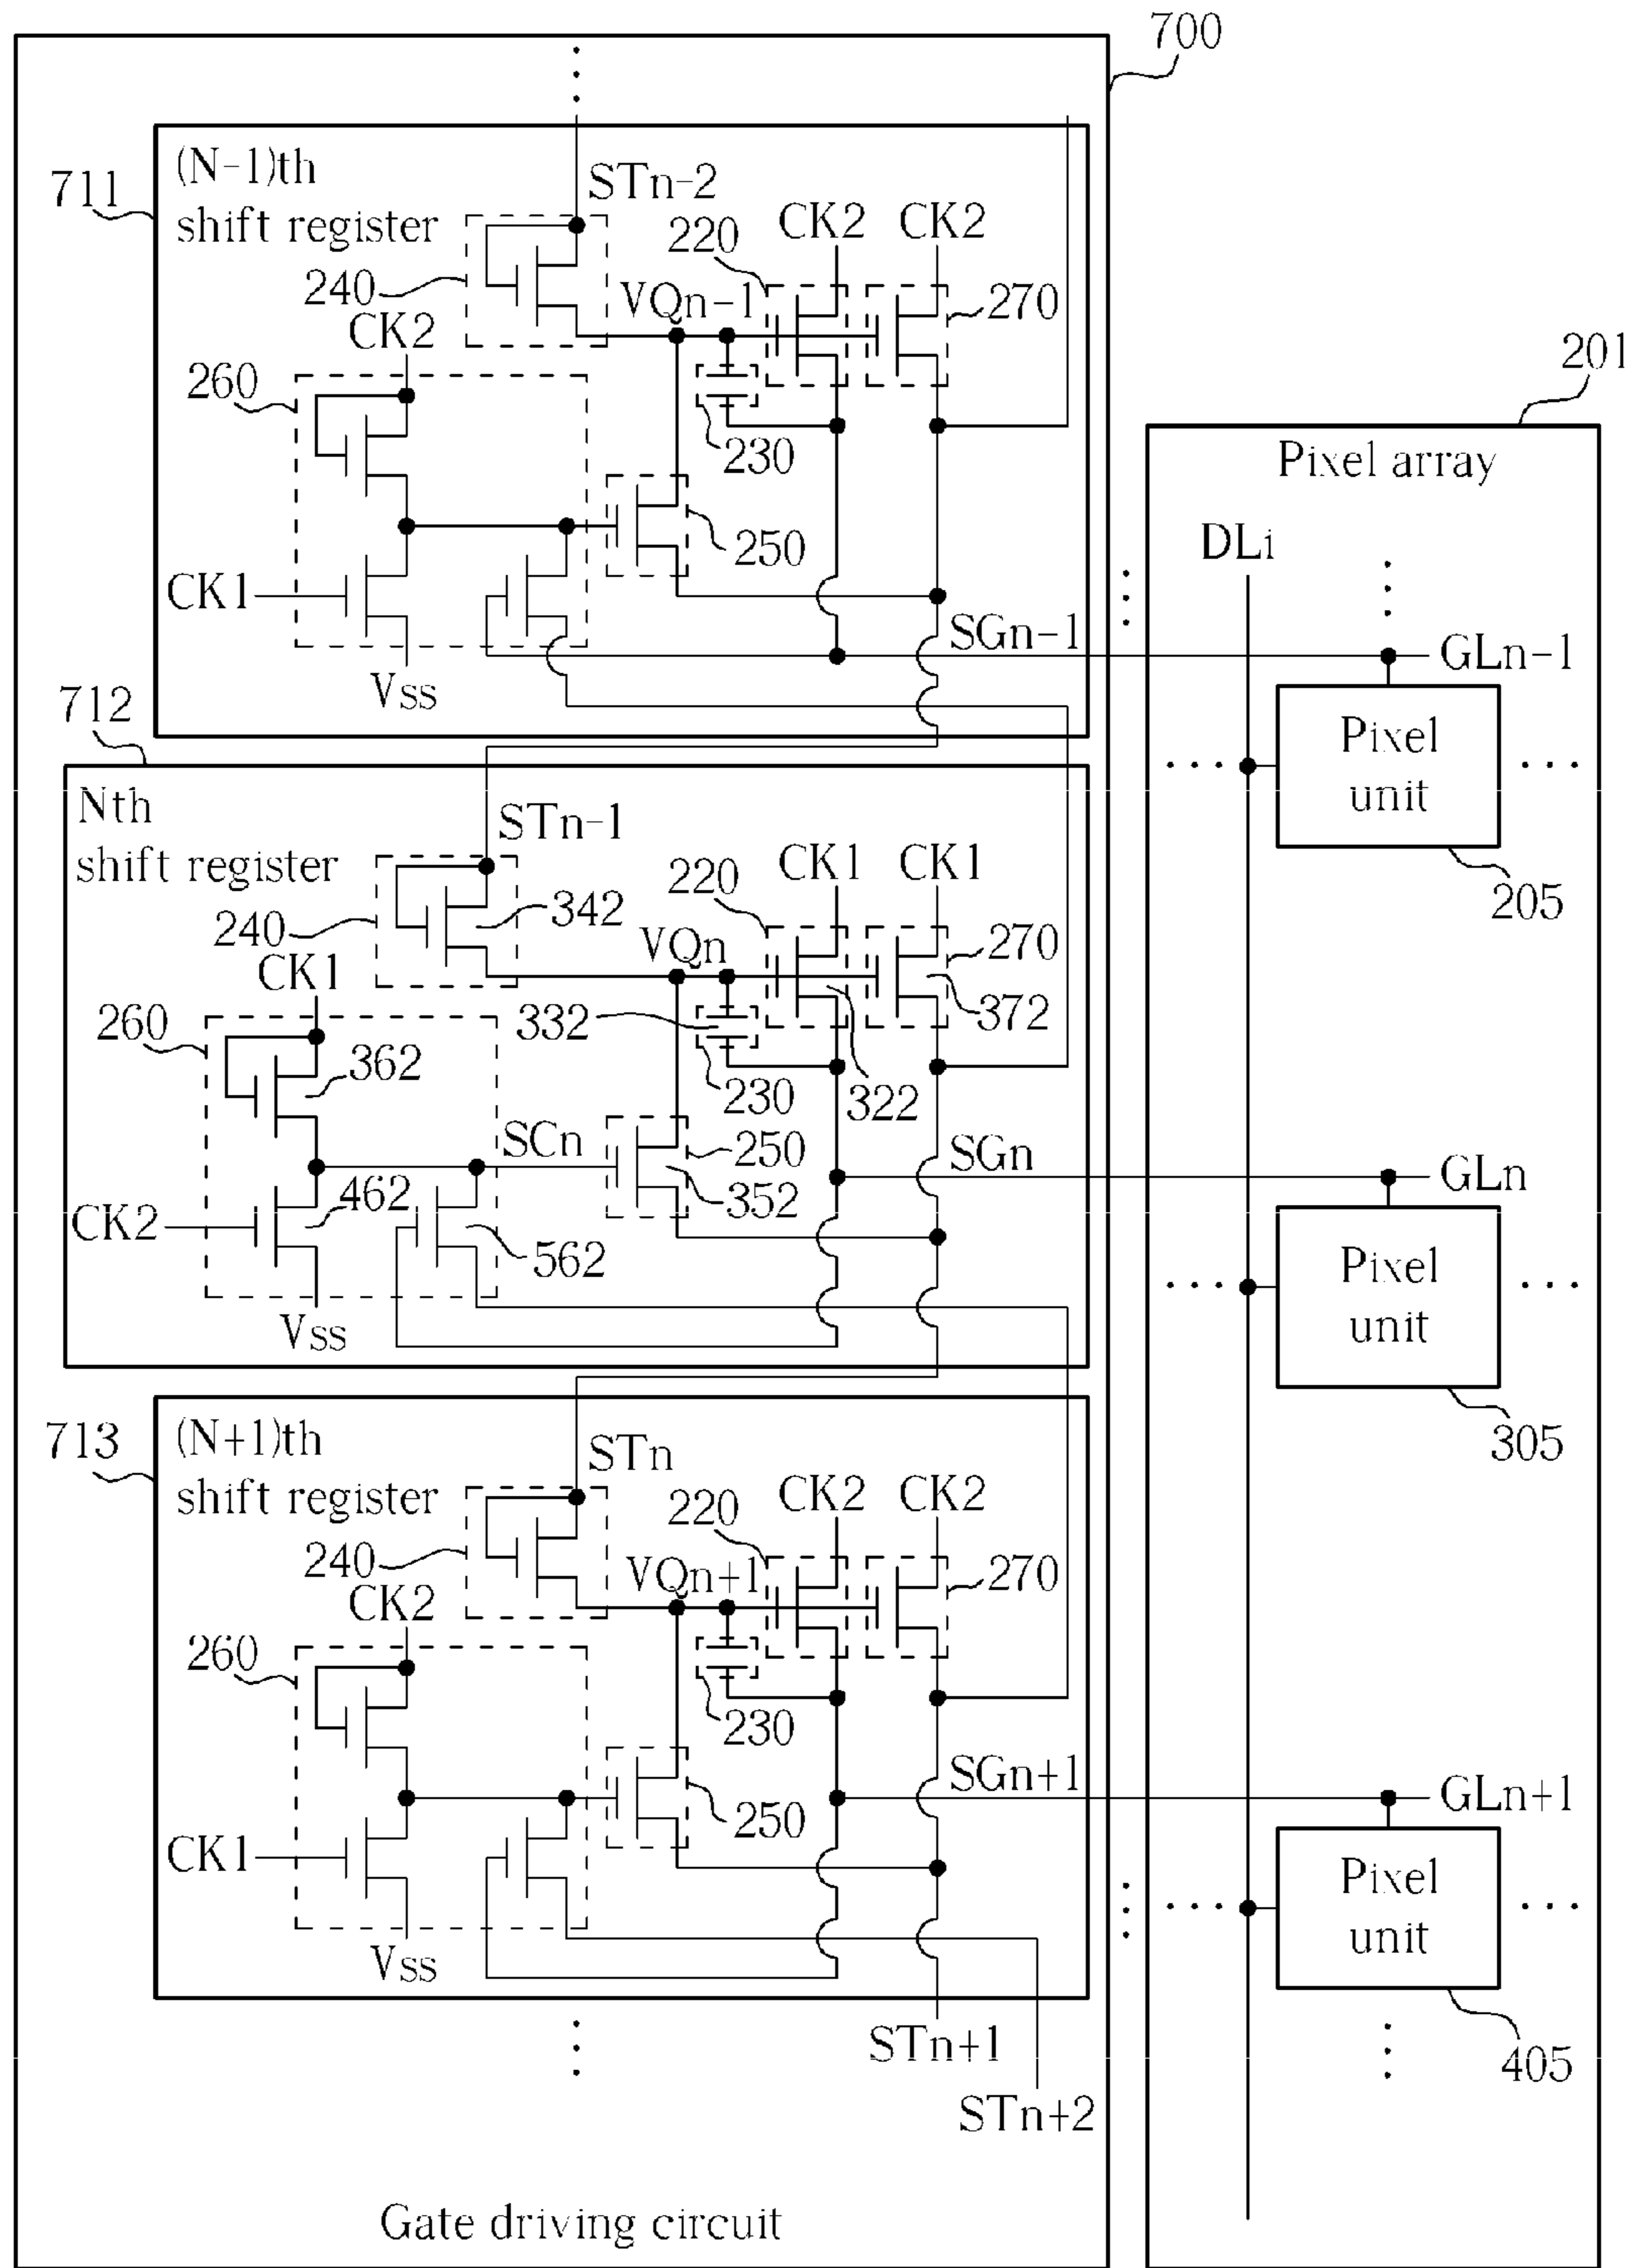 700
711
(N-1)th
shift register
STn-2
240
220
CK2
CK2
VQn-1
270
CK2
260
230
250
CK1
SGn-1
Vss
201
Pixel array
DLi
GLn-1
Pixel
unit
205
712
Nth
shift register
STn-1
240
342
220
CK1
CK1
VQn
270
CK1
260
332
372
362
230
322
SCn
250
SGn
GLn
462
352
CK2
562
Vss
Pixel
unit
305
713
(N+1)th
shift register
STn
240
220
CK2
CK2
VQn+1
270
CK2
260
230
SGn+1
GLn+1
250
CK1
Vss
Pixel
unit
405
STn+1
STn+2
Gate driving circuit